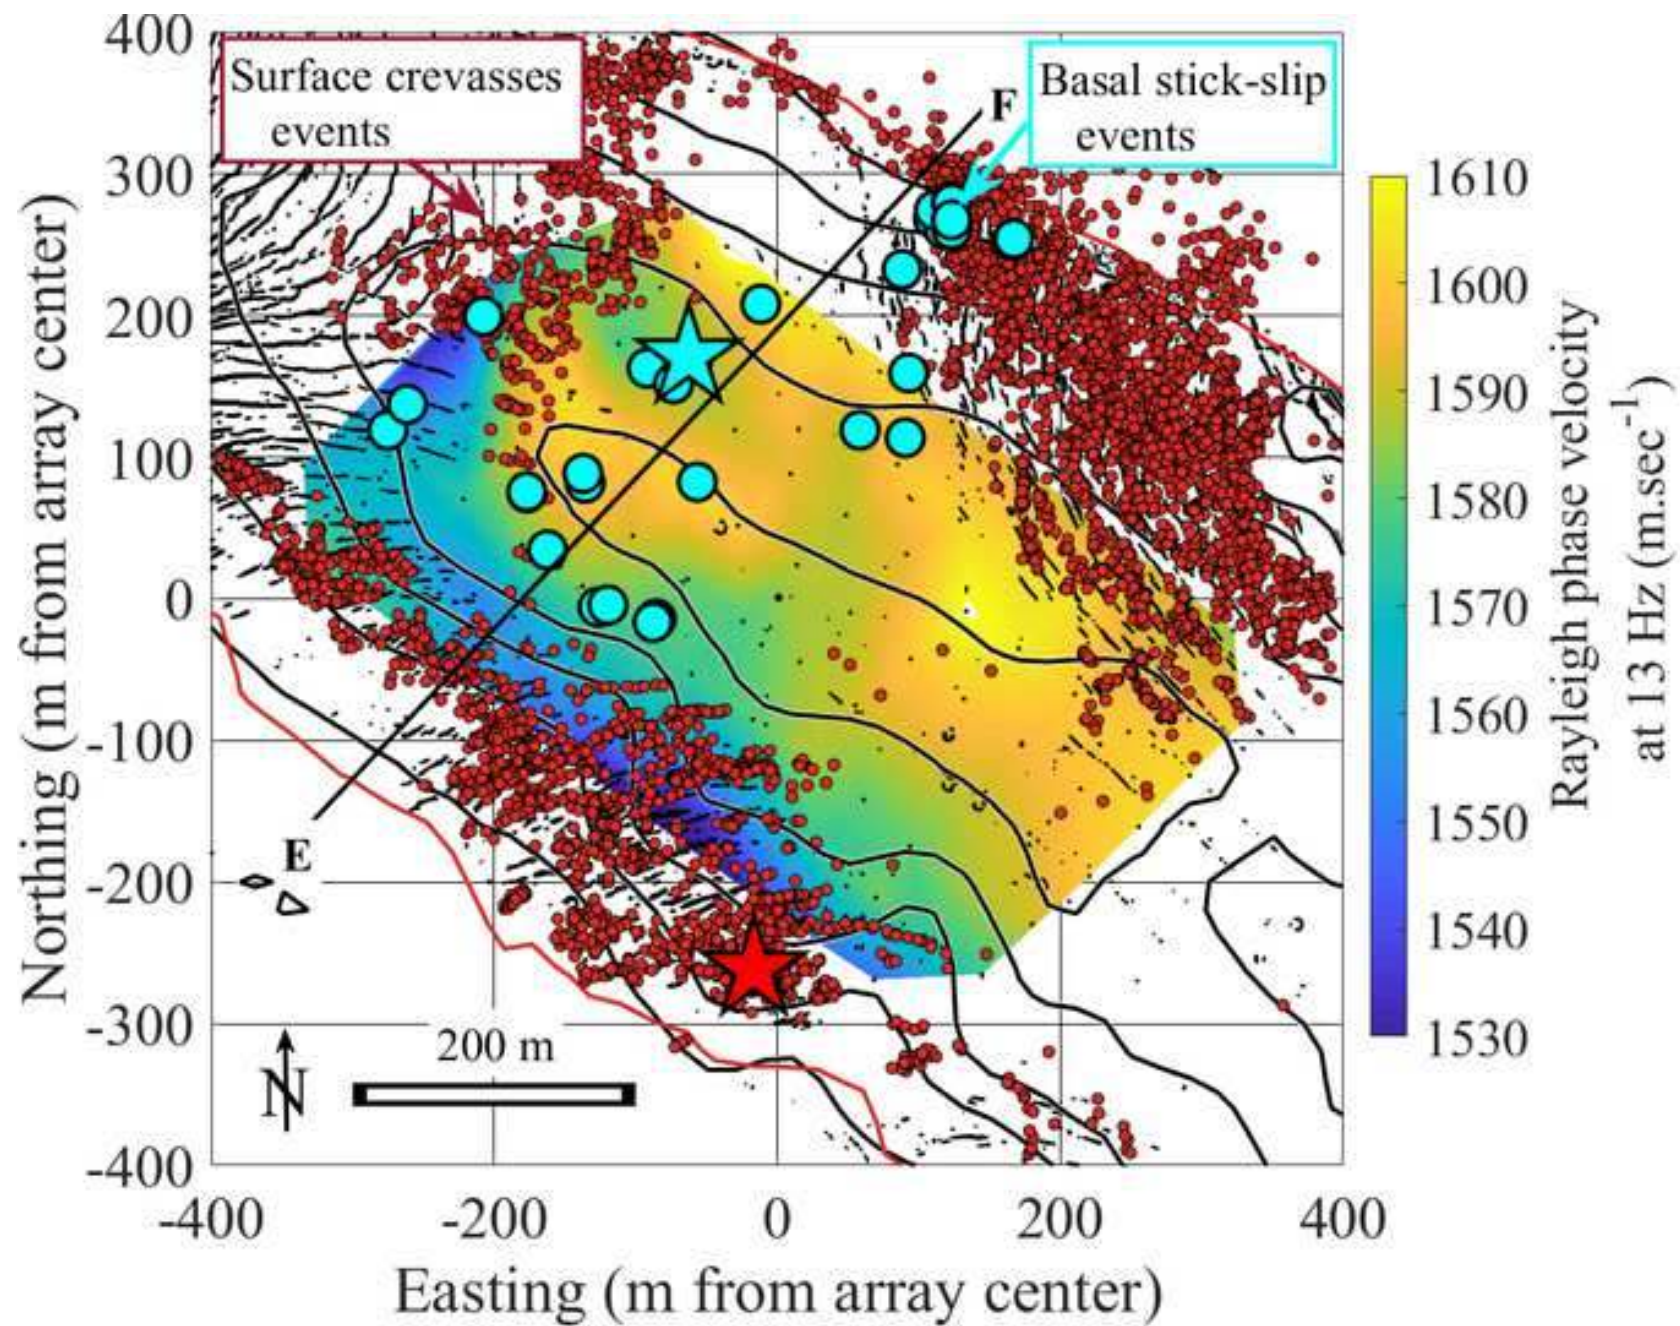 400
300
200
100
0
-100
-200
-300
-400
-400
-200
0
200
400
Northing (m from array center)
Easting (m from array center)
Surface crevasses
events
Basal stick-slip
events
F
E
N
200 m
1610
1600
1590
1580
1570
1560
1550
1540
1530
Rayleigh phase velocity
at 13 Hz (m.sec⁻¹)